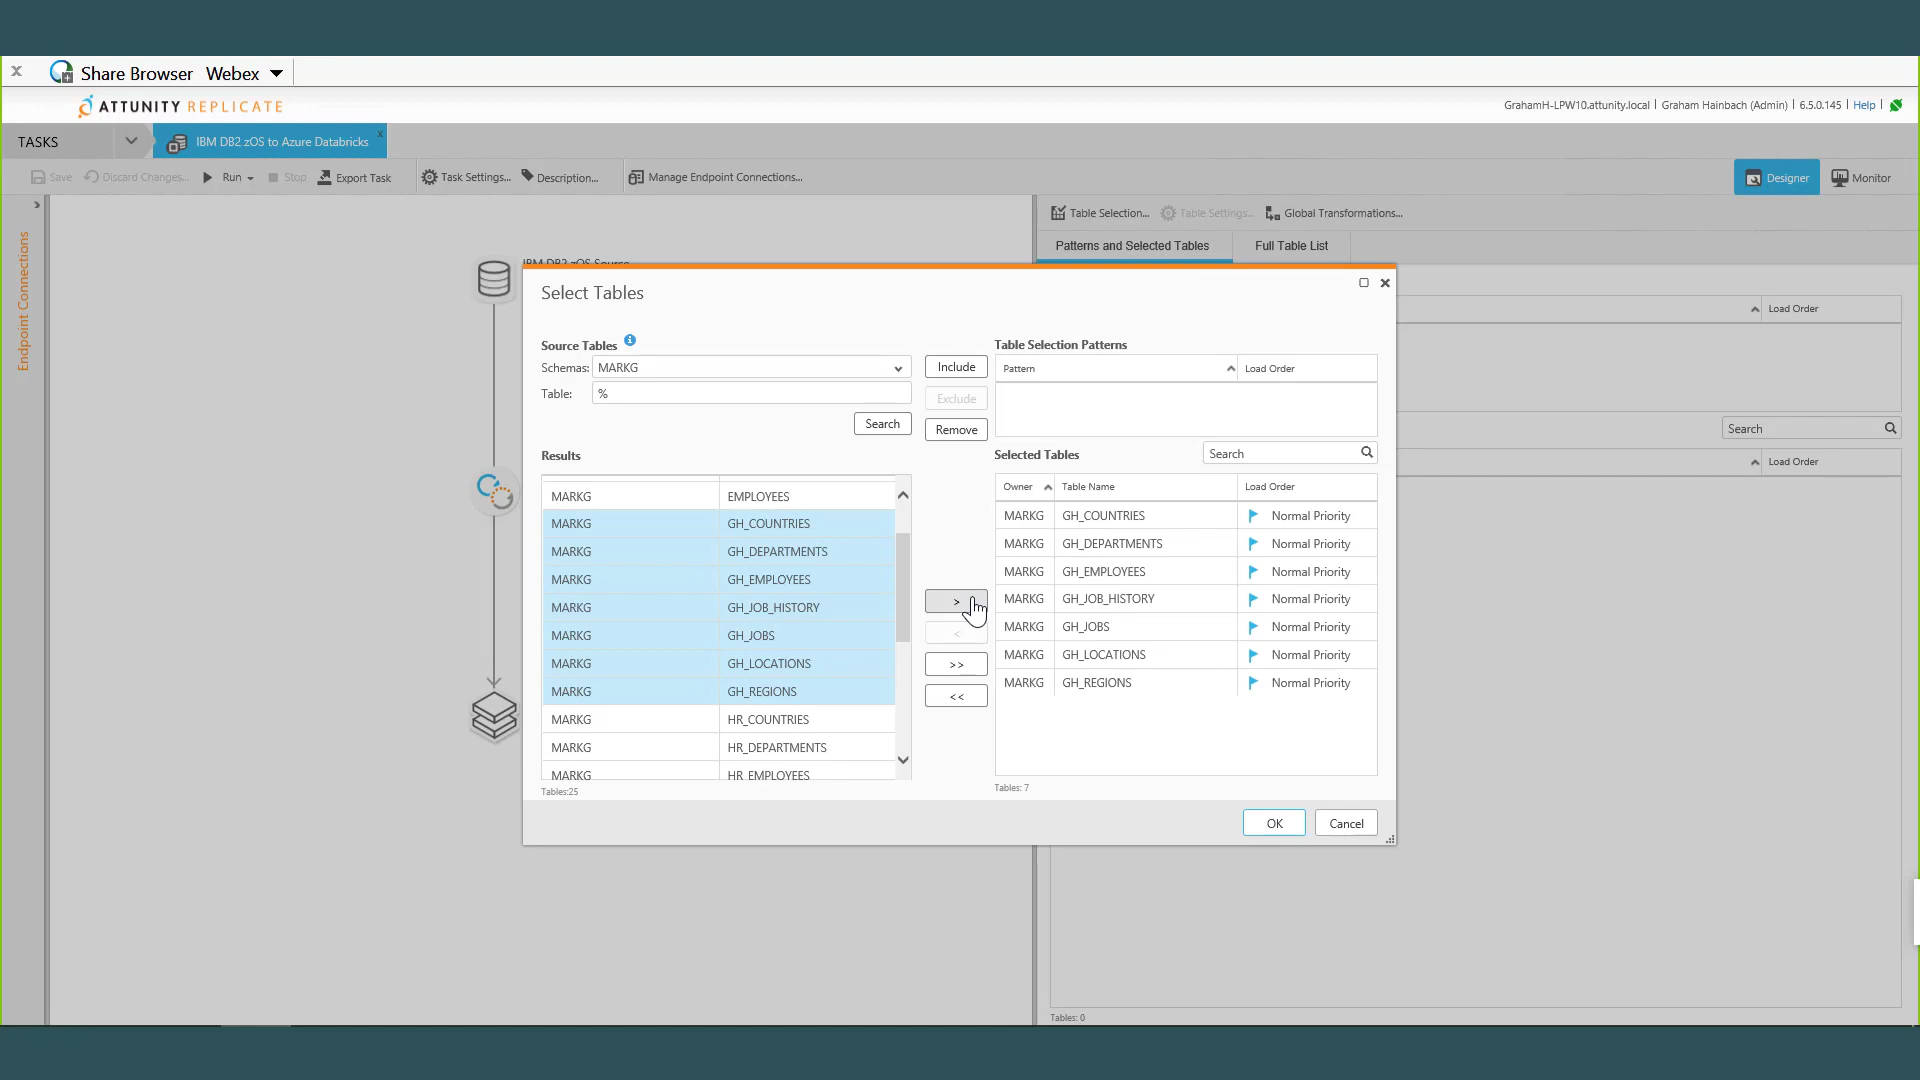 Share Browser Webex
ATTUNITY REPLICATE
GrahamH-LPW10.attunity.local | Graham Hainbach (Admin) | 6.5.0.145 | Help
TASKS
IBM DB2 zOS to Azure Databricks
x
Save
Discard Changes...
Run
Stop
Export Task
Task Settings...
Description...
Manage Endpoint Connections...
Designer
Monitor
Endpoint Connections
Table Selection...
Table Settings...
Global Transformations...
Patterns and Selected Tables
Full Table List
IBM DB2 zOS Source
Load Order
Search
Load Order
Tables: 0
Select Tables
Source Tables
Schemas: MARKG
Table: %
Search
Include
Exclude
Remove
Results
MARKG EMPLOYEES
MARKG GH_COUNTRIES
MARKG GH_DEPARTMENTS
MARKG GH_EMPLOYEES
MARKG GH_JOB_HISTORY
MARKG GH_JOBS
MARKG GH_LOCATIONS
MARKG GH_REGIONS
MARKG HR_COUNTRIES
MARKG HR_DEPARTMENTS
MARKG HR_EMPLOYEES
Tables:25
>
<
>>
<<
Table Selection Patterns
Pattern Load Order
Selected Tables
Search
Owner Table Name Load Order
MARKG GH_COUNTRIES Normal Priority
MARKG GH_DEPARTMENTS Normal Priority
MARKG GH_EMPLOYEES Normal Priority
MARKG GH_JOB_HISTORY Normal Priority
MARKG GH_JOBS Normal Priority
MARKG GH_LOCATIONS Normal Priority
MARKG GH_REGIONS Normal Priority
Tables: 7
OK
Cancel